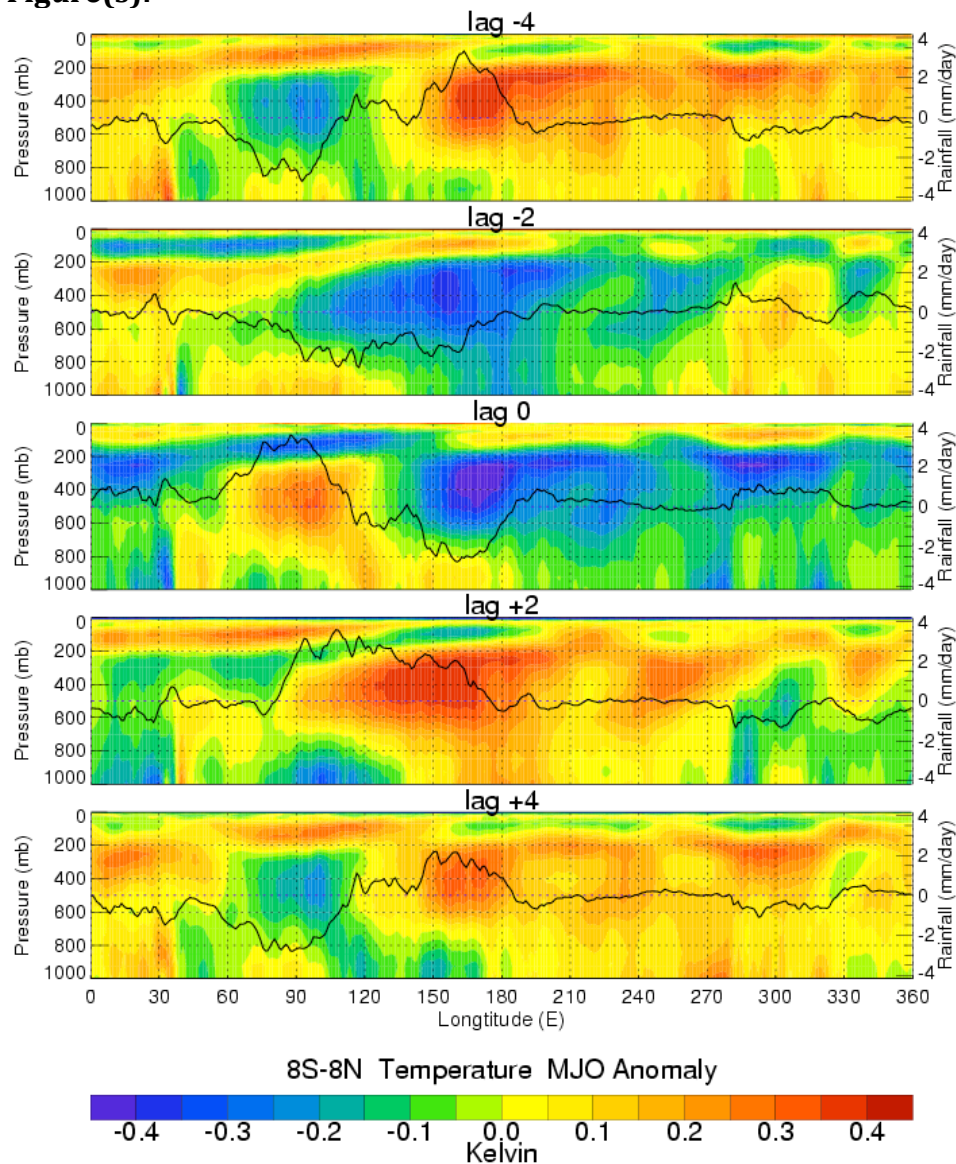 Figure(s):
lag -4
0
200
400
600
800
1000
Pressure (mb)
4
2
0
-2
-4
Rainfall (mm/day)
lag -2
0
200
400
600
800
1000
Pressure (mb)
4
2
0
-2
-4
Rainfall (mm/day)
lag 0
0
200
400
600
800
1000
Pressure (mb)
4
2
0
-2
-4
Rainfall (mm/day)
lag +2
0
200
400
600
800
1000
Pressure (mb)
4
2
0
-2
-4
Rainfall (mm/day)
lag +4
0
200
400
600
800
1000
Pressure (mb)
4
2
0
-2
-4
Rainfall (mm/day)
0 30 60 90 120 150 180 210 240 270 300 330 360
Longtitude (E)
8S-8N Temperature MJO Anomaly
-0.4 -0.3 -0.2 -0.1 0.0 0.1 0.2 0.3 0.4
Kelvin